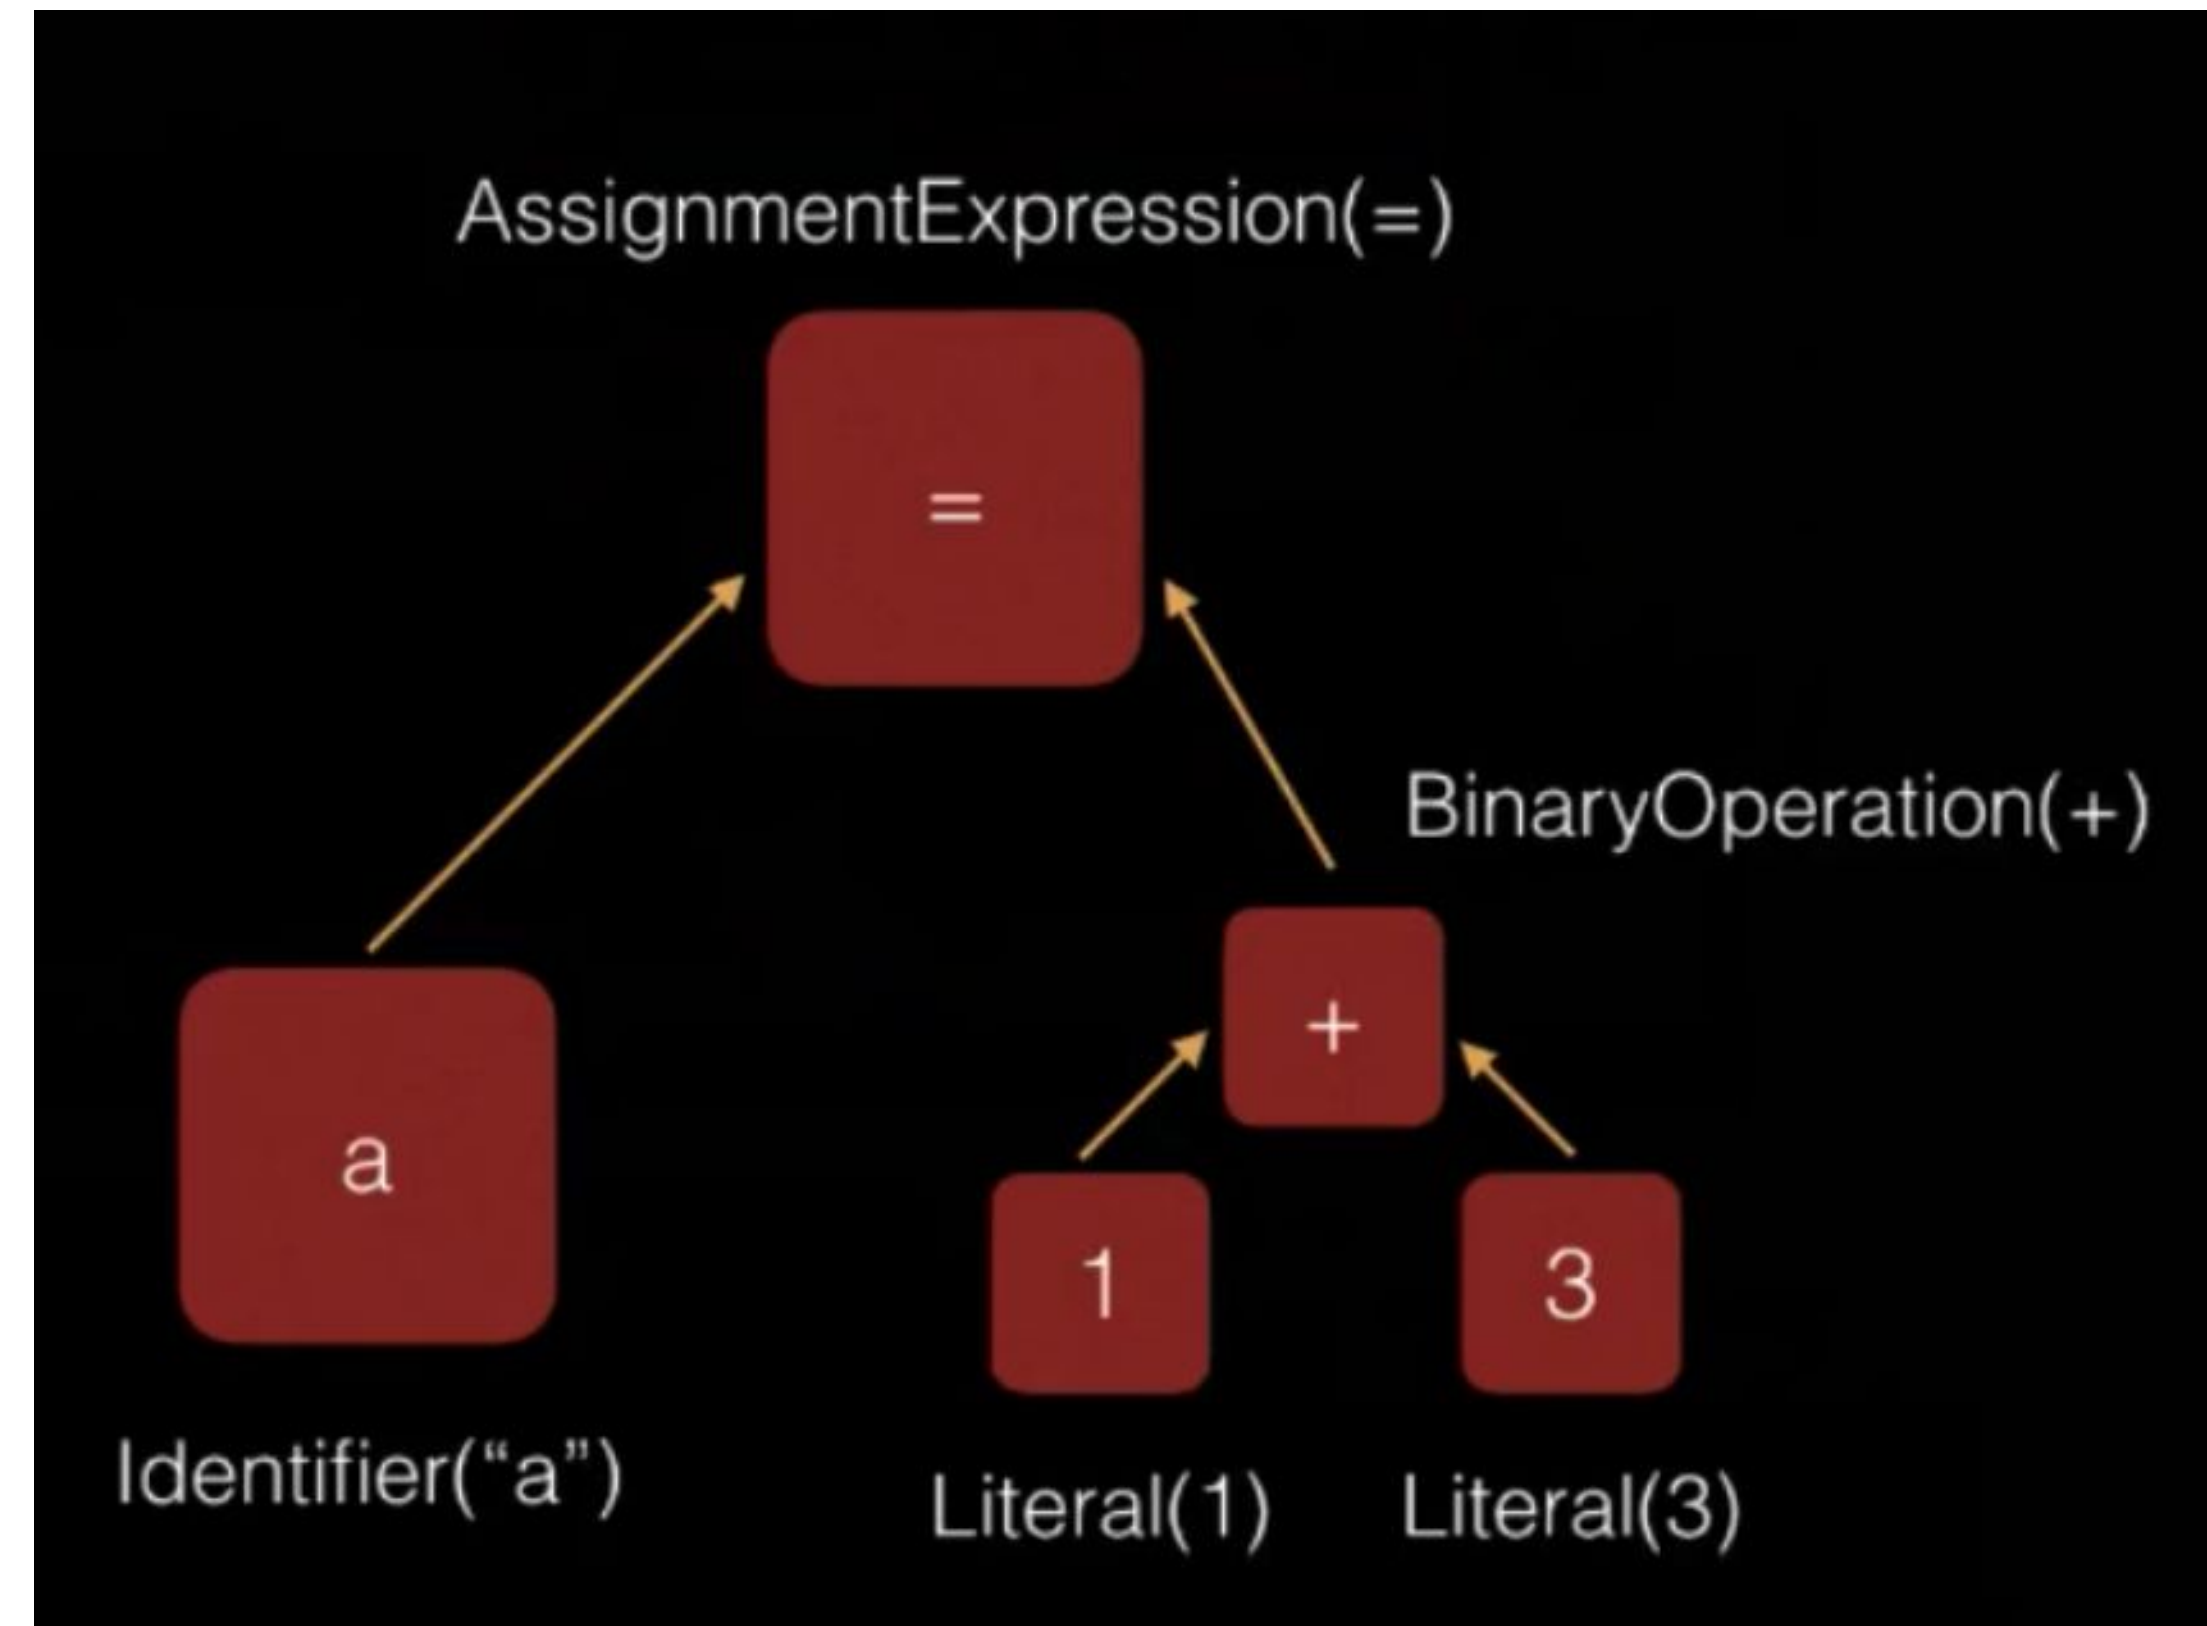 AssignmentExpression(=)
=
BinaryOperation(+)
+
a
1
3
Identifier(“a”)
Literal(1)
Literal(3)